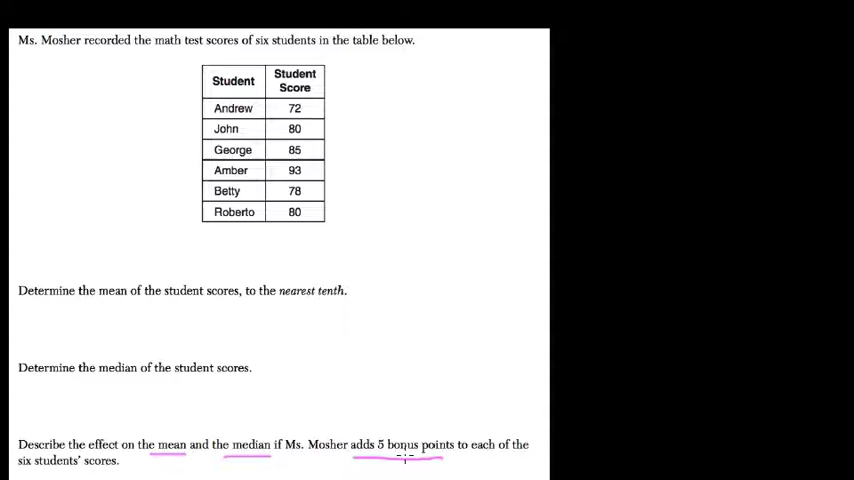 Ms. Mosher recorded the math test scores of six students in the table below.
Student Student Score
Andrew 72
John 80
George 85
Amber 93
Betty 78
Roberto 80
Determine the mean of the student scores, to the nearest tenth.
Determine the median of the student scores.
Describe the effect on the mean and the median if Ms. Mosher adds 5 bonus points to each of the
six students' scores.